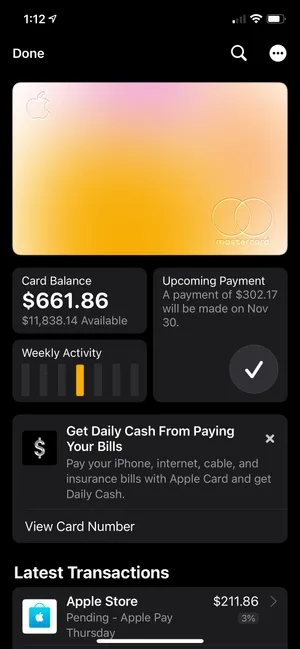 1:12
Done
mastercard
Card Balance
$661.86
$11,838.14 Available
Upcoming Payment
A payment of $302.17
will be made on Nov
30.
Weekly Activity
$
Get Daily Cash From Paying
Your Bills
Pay your iPhone, internet, cable, and
insurance bills with Apple Card and get
Daily Cash.
View Card Number
Latest Transactions
Apple Store
$211.86
Pending - Apple Pay
3%
Thursday